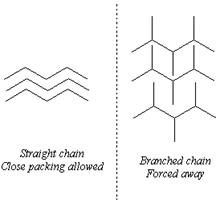 Straight chain
Close packing allowed
Branched chain
Forced away